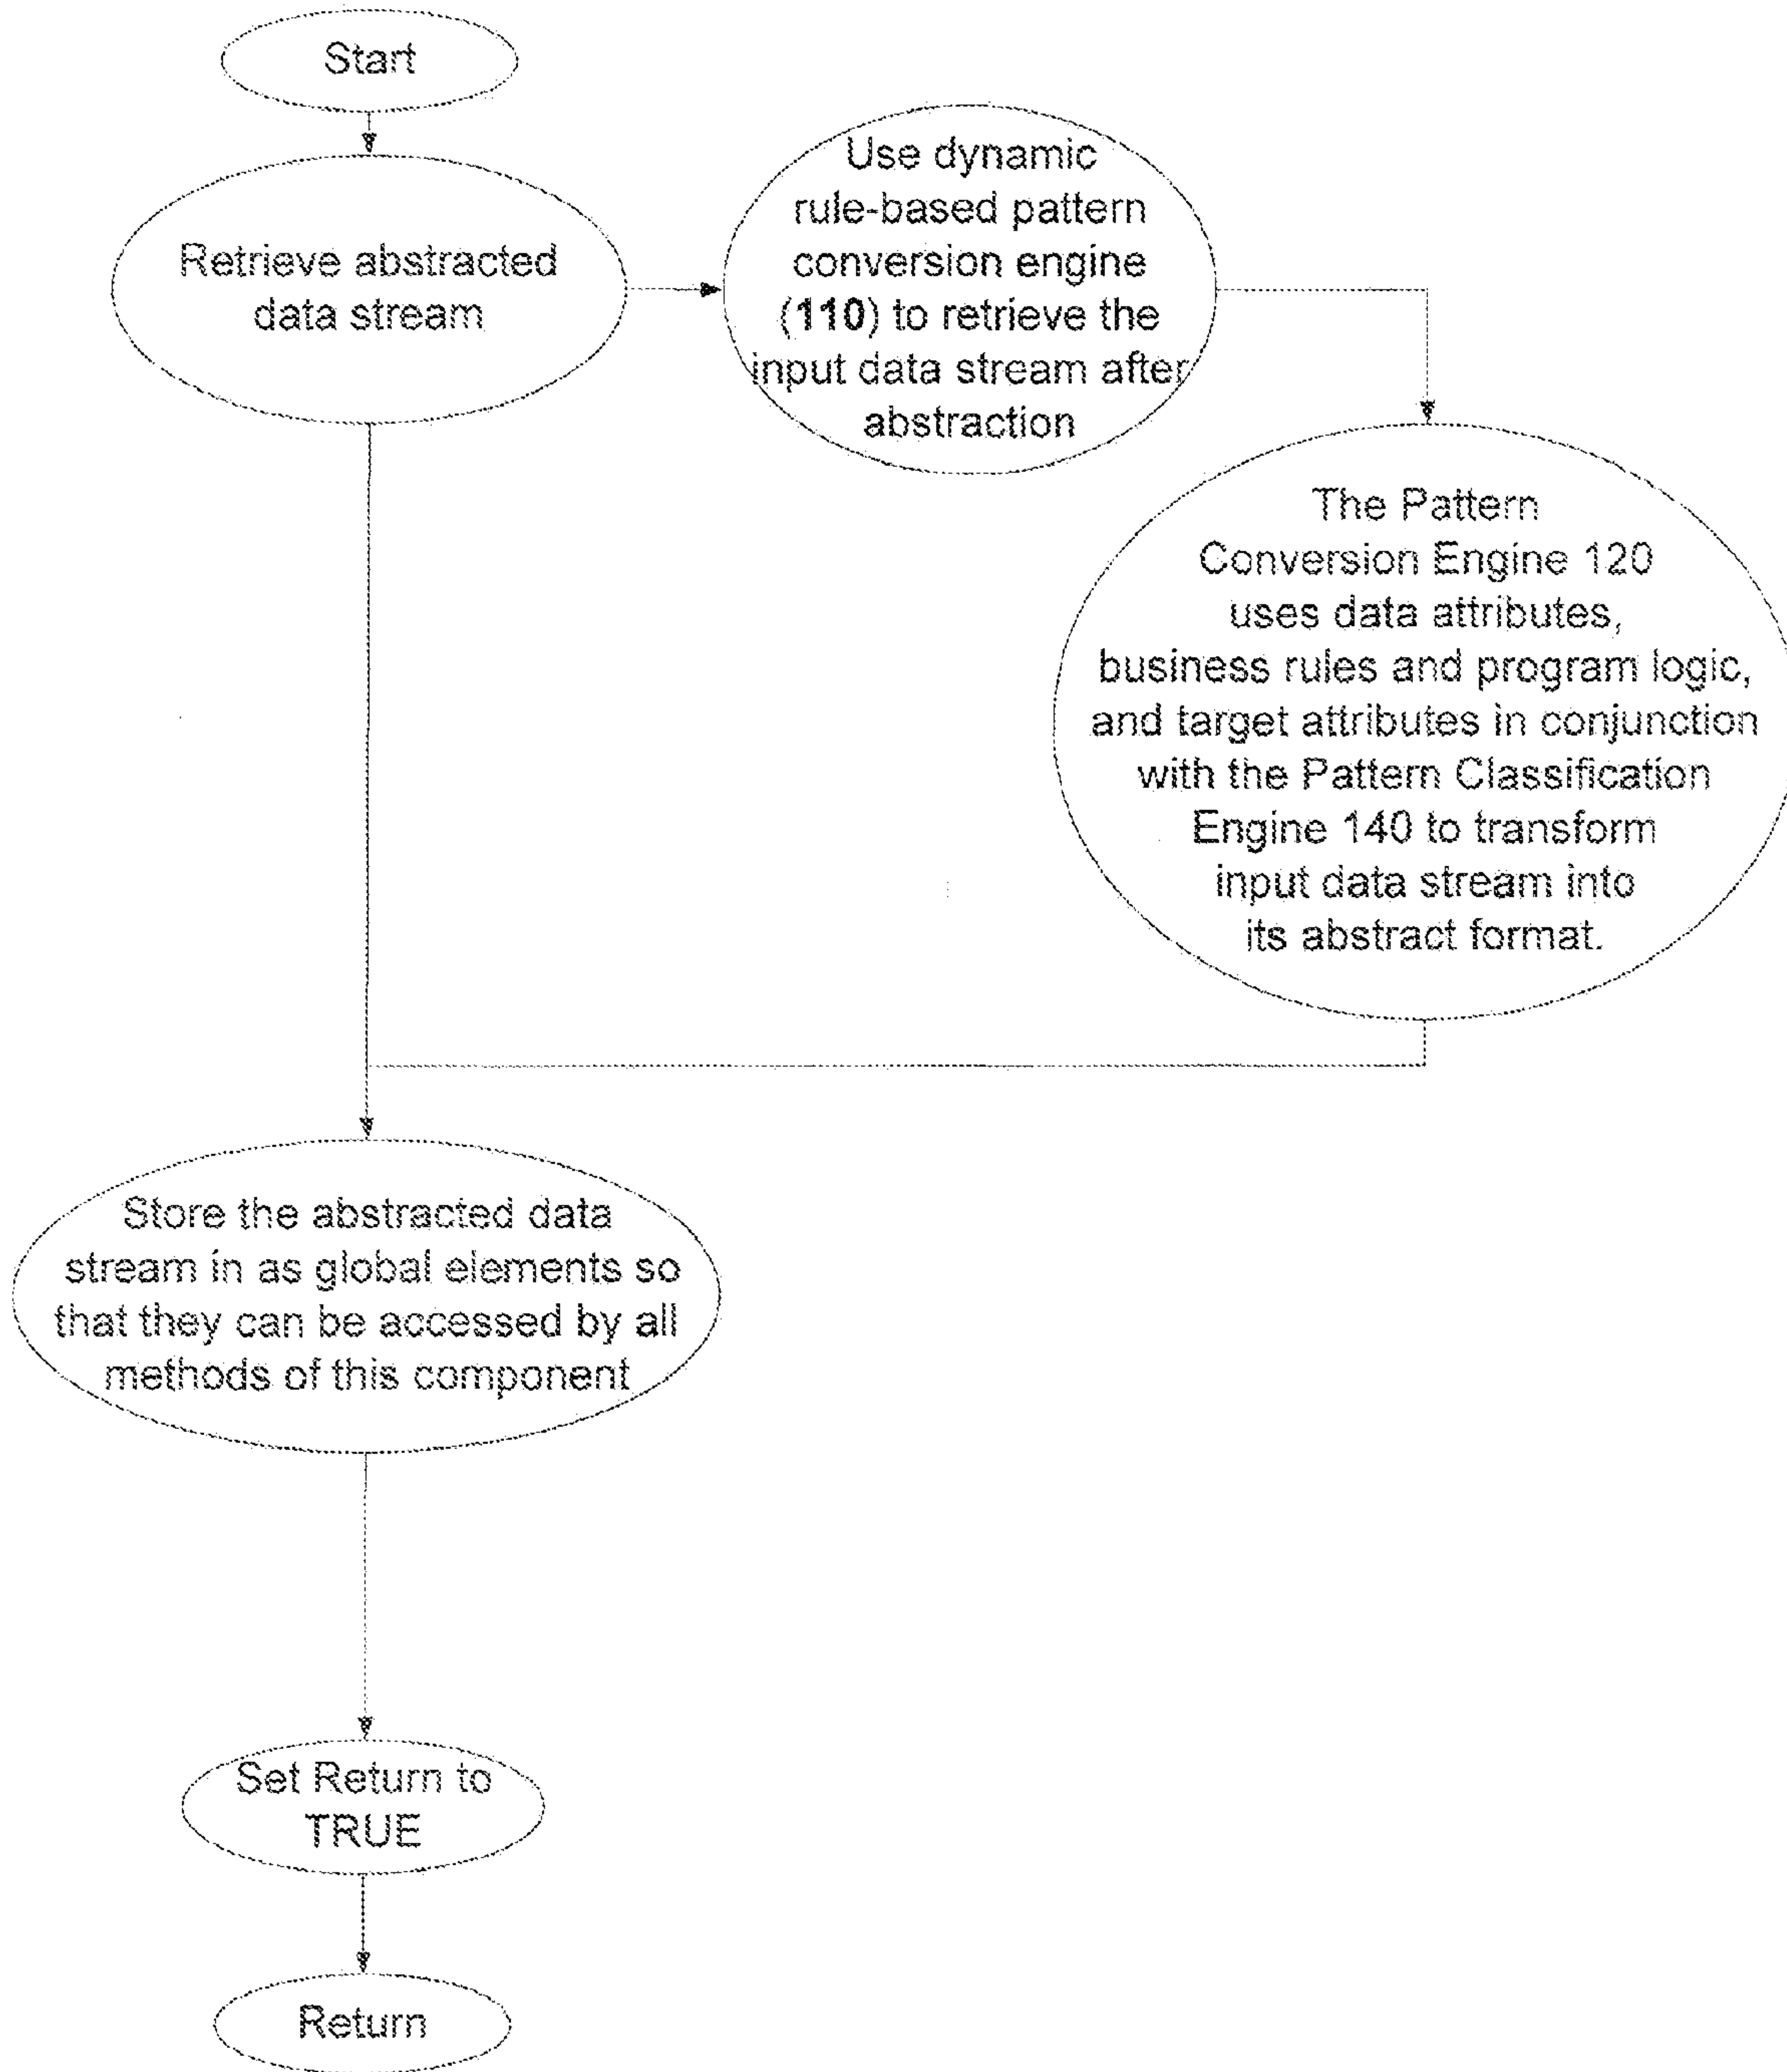 Start
Retrieve abstracted
data stream
Use dynamic
rule-based pattern
conversion engine
(110) to retrieve the
input data stream after
abstraction
The Pattern
Conversion Engine 120
uses data attributes,
business rules and program logic,
and target attributes in conjunction
with the Pattern Classification
Engine 140 to transform
input data stream into
its abstract format.
Store the abstracted data
stream in as global elements so
that they can be accessed by all
methods of this component
Set Return to
TRUE
Return